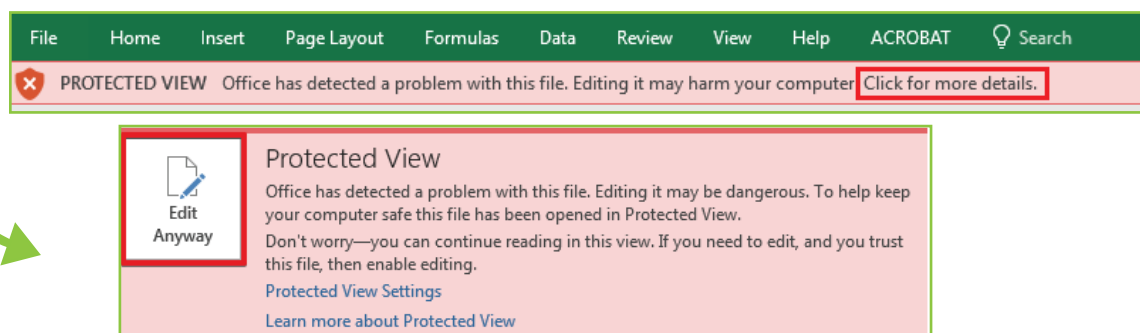 File Home Insert Page Layout Formulas Data Review View Help ACROBAT Search
PROTECTED VIEW Office has detected a problem with this file. Editing it may harm your computer Click for more details.
Edit
Anyway
Protected View
Office has detected a problem with this file. Editing it may be dangerous. To help keep
your computer safe this file has been opened in Protected View.
Don't worry—you can continue reading in this view. If you need to edit, and you trust
this file, then enable editing.
Protected View Settings
Learn more about Protected View